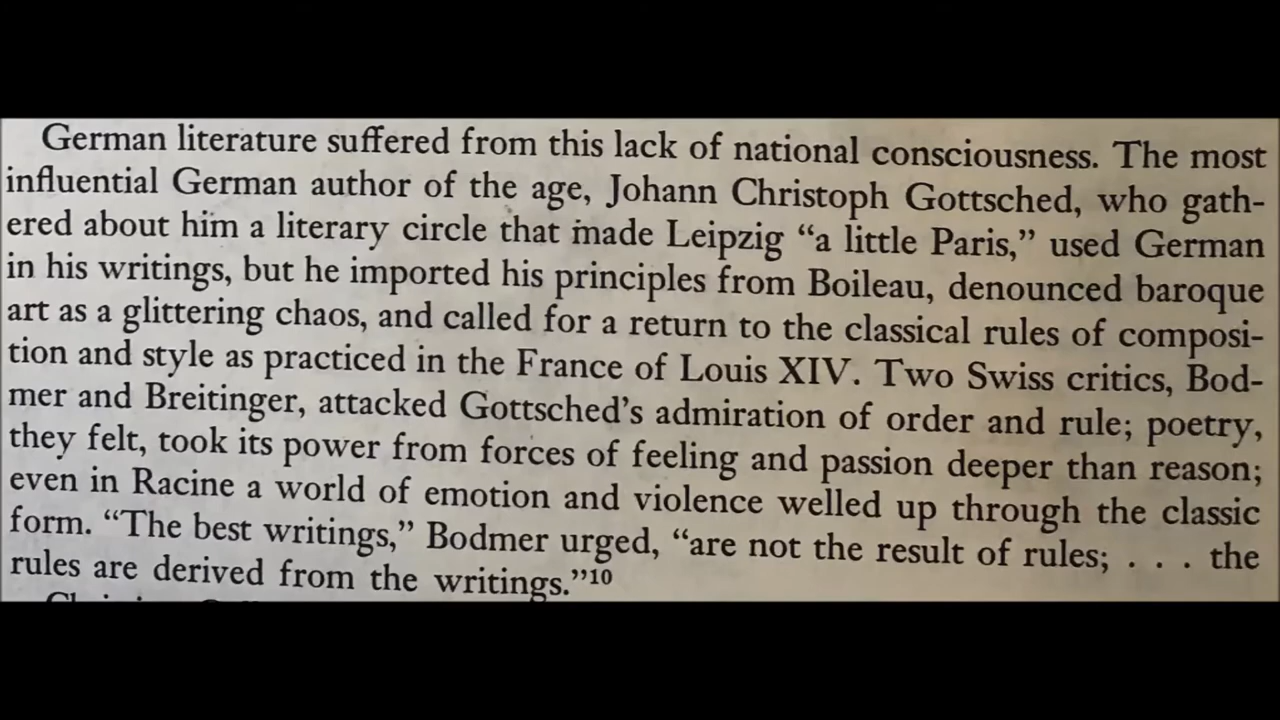 German literature suffered from this lack of national consciousness. The most
influential German author of the age, Johann Christoph Gottsched, who gath-
ered about him a literary circle that made Leipzig “a little Paris,” used German
in his writings, but he imported his principles from Boileau, denounced baroque
art as a glittering chaos, and called for a return to the classical rules of composi-
tion and style as practiced in the France of Louis XIV. Two Swiss critics, Bod-
mer and Breitinger, attacked Gottsched’s admiration of order and rule; poetry,
they felt, took its power from forces of feeling and passion deeper than reason;
even in Racine a world of emotion and violence welled up through the classic
form. “The best writings,” Bodmer urged, “are not the result of rules; . . . the
rules are derived from the writings.”10